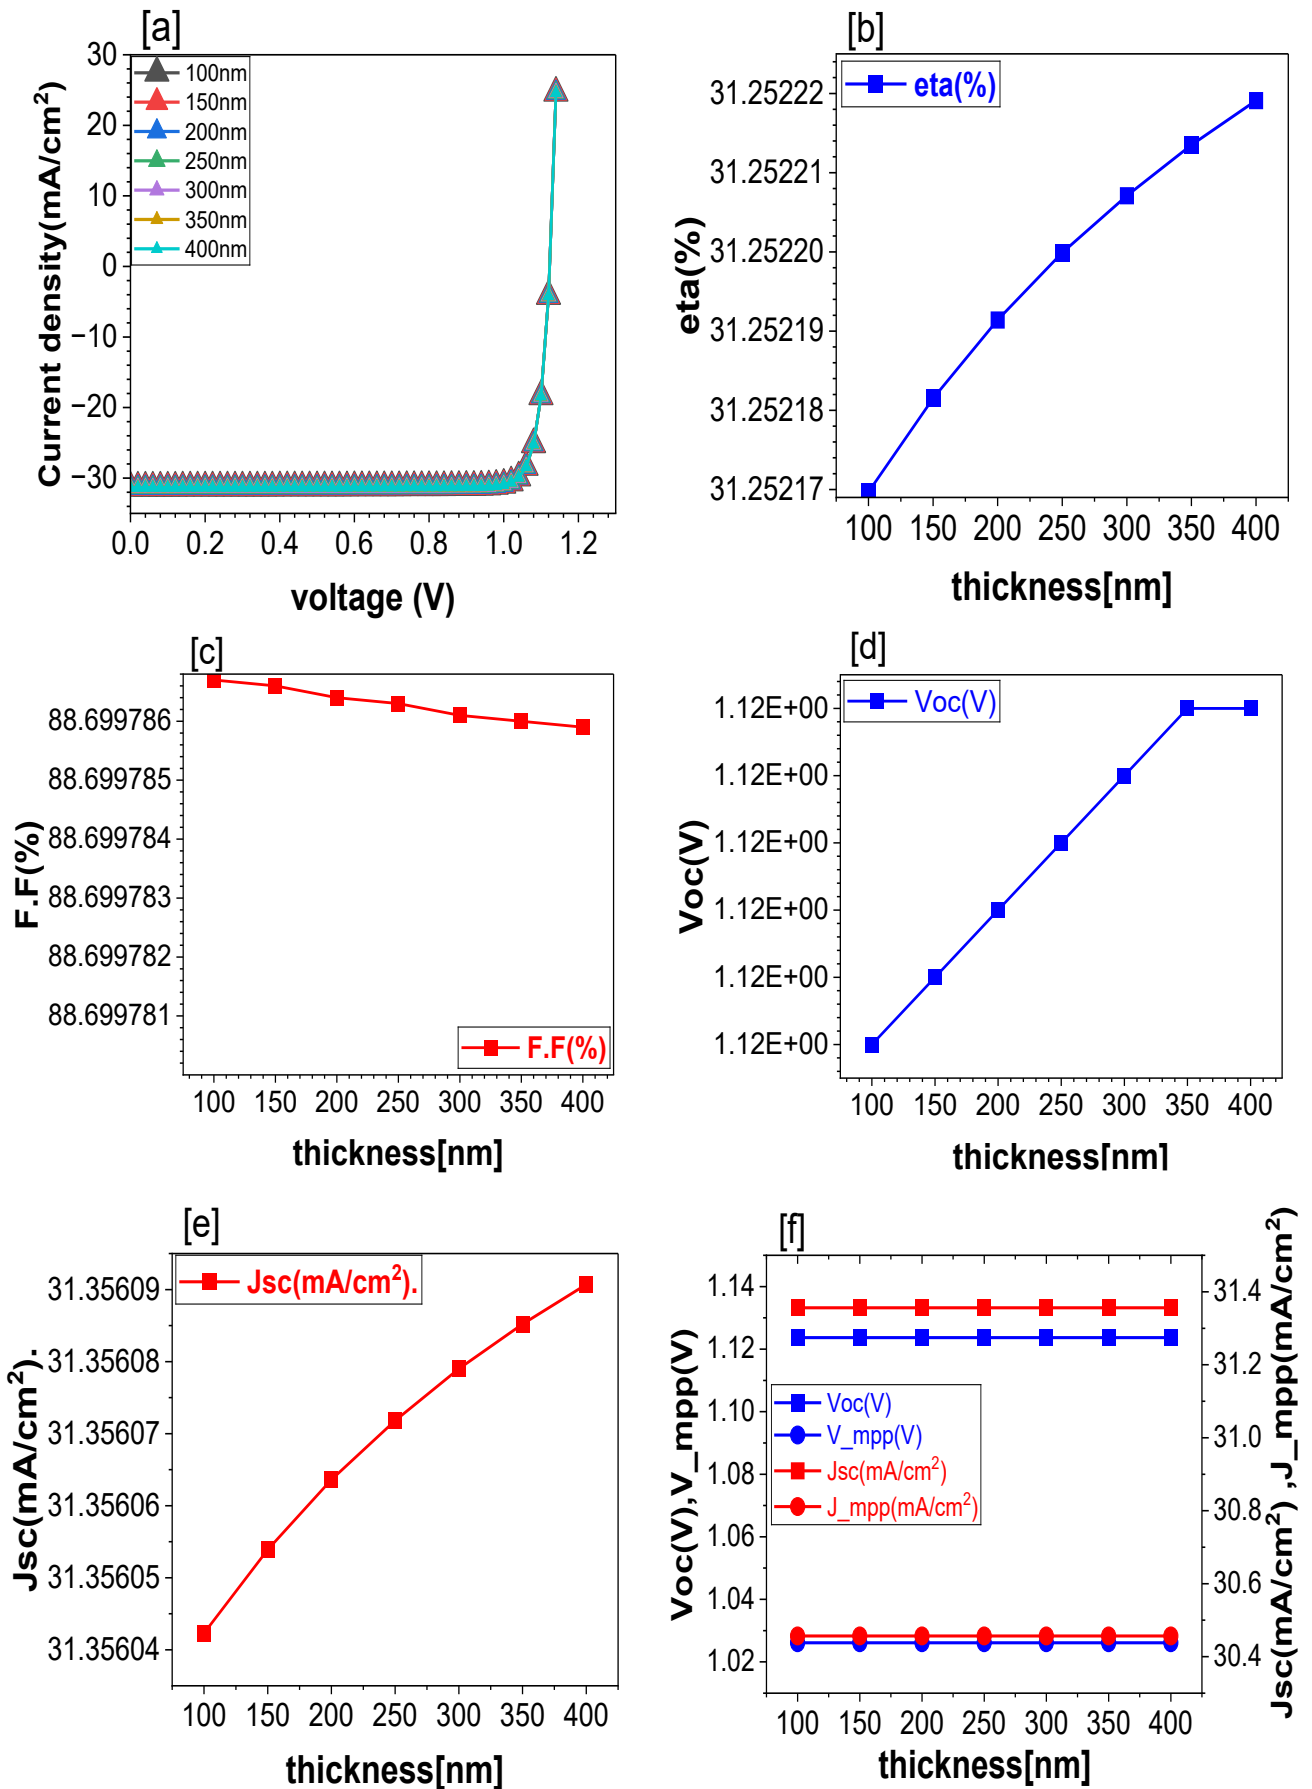 [a]
30
20
10
0
−10
−20
−30
Current density(mA/cm²)
100nm
150nm
200nm
250nm
300nm
350nm
400nm
0.0 0.2 0.4 0.6 0.8 1.0 1.2
voltage (V)
[b]
31.25222
31.25221
31.25220
31.25219
31.25218
31.25217
eta(%)
eta(%)
100 150 200 250 300 350 400
thickness[nm]
[c]
88.699786
88.699785
88.699784
88.699783
88.699782
88.699781
F.F(%)
F.F(%)
100 150 200 250 300 350 400
thickness[nm]
[d]
1.12E+00
1.12E+00
1.12E+00
1.12E+00
1.12E+00
1.12E+00
Voc(V)
Voc(V)
100 150 200 250 300 350 400
thickness[nm]
[e]
31.35609
31.35608
31.35607
31.35606
31.35605
31.35604
Jsc(mA/cm²).
Jsc(mA/cm²).
100 150 200 250 300 350 400
thickness[nm]
[f]
1.14
1.12
1.10
1.08
1.06
1.04
1.02
Voc(V),V_mpp(V)
Voc(V)
V_mpp(V)
Jsc(mA/cm²)
J_mpp(mA/cm²)
31.4
31.2
31.0
30.8
30.6
30.4
Jsc(mA/cm²) ,J_mpp(mA/cm²)
100 150 200 250 300 350 400
thickness[nm]